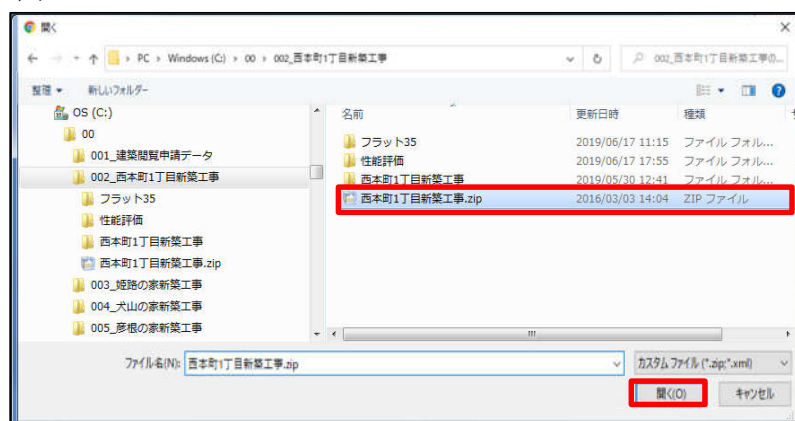 開く
PC › Windows (C:) › 00 › 002_西本町1丁目新築工事
002_西本町1丁目新築工事の...
整理 新しいフォルダー
OS (C:)
00
001_建築閲覧申請データ
002_西本町1丁目新築工事
フラット35
性能評価
西本町1丁目新築工事
西本町1丁目新築工事.zip
003_姫路の家新築工事
004_犬山の家新築工事
005_彦根の家新築工事
名前 更新日時 種類
フラット35 2019/06/17 11:15 ファイル フォル...
性能評価 2019/06/17 17:55 ファイル フォル...
西本町1丁目新築工事 2019/05/30 12:41 ファイル フォル...
西本町1丁目新築工事.zip 2016/03/03 14:04 ZIP ファイル
ファイル名(N): 西本町1丁目新築工事.zip カスタム ファイル (*.zip;*.xml)
開く(O) キャンセル